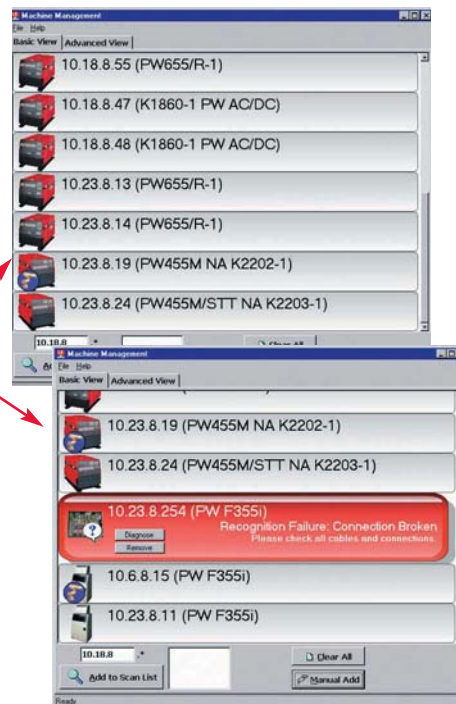 Machine Management
File Help
Basic View Advanced View
10.18.8.55 (PW655/R-1)
10.18.8.47 (K1860-1 PW AC/DC)
10.18.8.48 (K1860-1 PW AC/DC)
10.23.8.13 (PW655/R-1)
10.23.8.14 (PW655/R-1)
10.23.8.19 (PW455M NA K2202-1)
10.23.8.24 (PW455M/STT NA K2203-1)
10.18.8 .* Clear All
Machine Management
File Help
Basic View Advanced View
10.23.8.19 (PW455M NA K2202-1)
10.23.8.24 (PW455M/STT NA K2203-1)
10.23.8.254 (PW F355i)
Recognition Failure: Connection Broken
Please check all cables and connections.
Diagnose
Remove
10.6.8.15 (PW F355i)
10.23.8.11 (PW F355i)
10.18.8 .* Clear All
Add to Scan List Manual Add
Ready